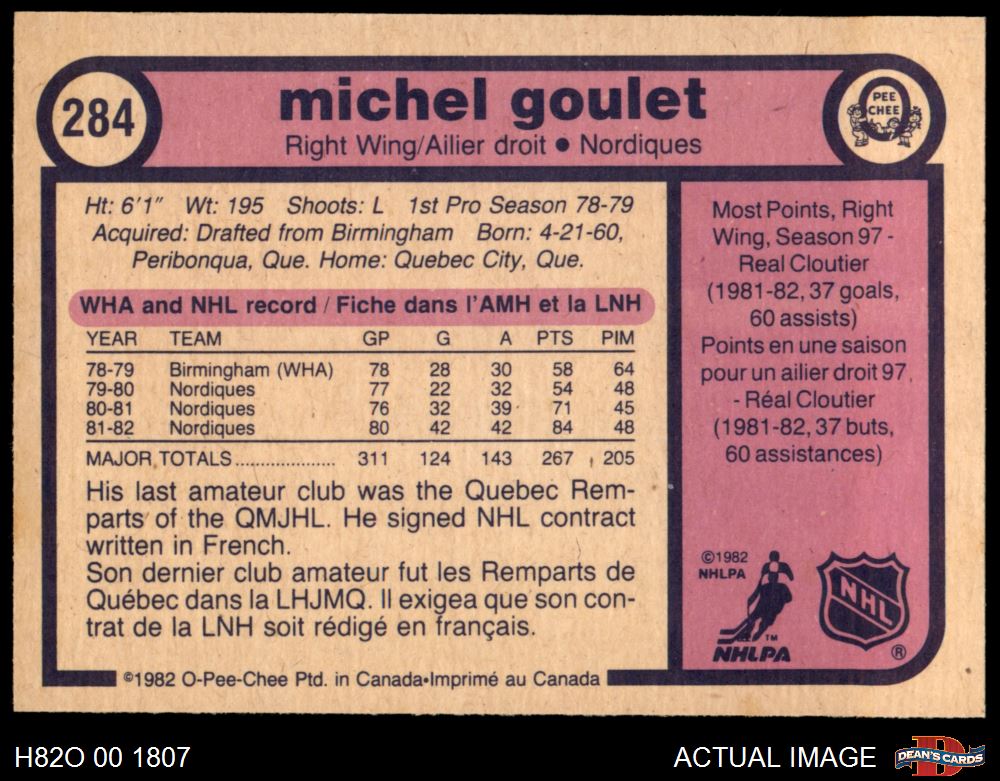 284
michel goulet
Right Wing/Ailier droit • Nordiques
O
PEE
CHEE
Ht: 6'1" Wt: 195 Shoots: L 1st Pro Season 78-79
Acquired: Drafted from Birmingham Born: 4-21-60,
Peribonqua, Que. Home: Quebec City, Que.
WHA and NHL record / Fiche dans l'AMH et la LNH
YEAR TEAM GP G A PTS PIM
78-79 Birmingham (WHA) 78 28 30 58 64
79-80 Nordiques 77 22 32 54 48
80-81 Nordiques 76 32 39 71 45
81-82 Nordiques 80 42 42 84 48
MAJOR TOTALS.................... 311 124 143 267 205
His last amateur club was the Quebec Rem-
parts of the QMJHL. He signed NHL contract
written in French.
Son dernier club amateur fut les Remparts de
Québec dans la LHJMQ. Il exigea que son con-
trat de la LNH soit rédigé en français.
Most Points, Right
Wing, Season 97 -
Real Cloutier
(1981-82, 37 goals,
60 assists)
Points en une saison
pour un ailier droit 97,
- Réal Cloutier
(1981-82, 37 buts,
60 assistances)
©1982
NHLPA
TM
NHLPA
NHL
®
©1982 O-Pee-Chee Ptd. in Canada•Imprimé au Canada
H82O 00 1807
ACTUAL IMAGE
D
DEAN'S CARDS